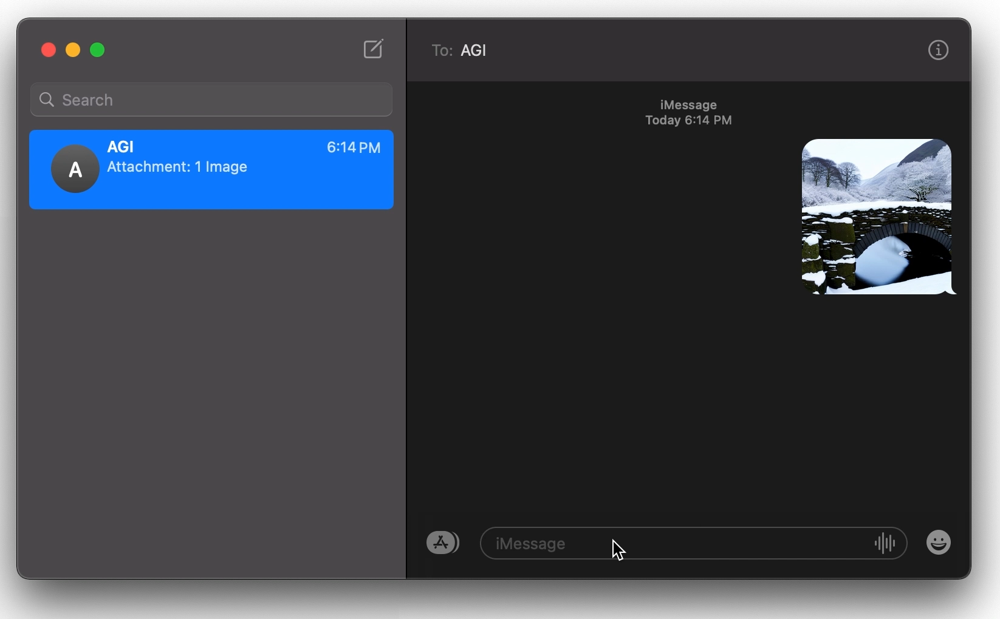 Search
AGI
6:14 PM
Attachment: 1 Image
A
To: AGI
iMessage
Today 6:14 PM
iMessage